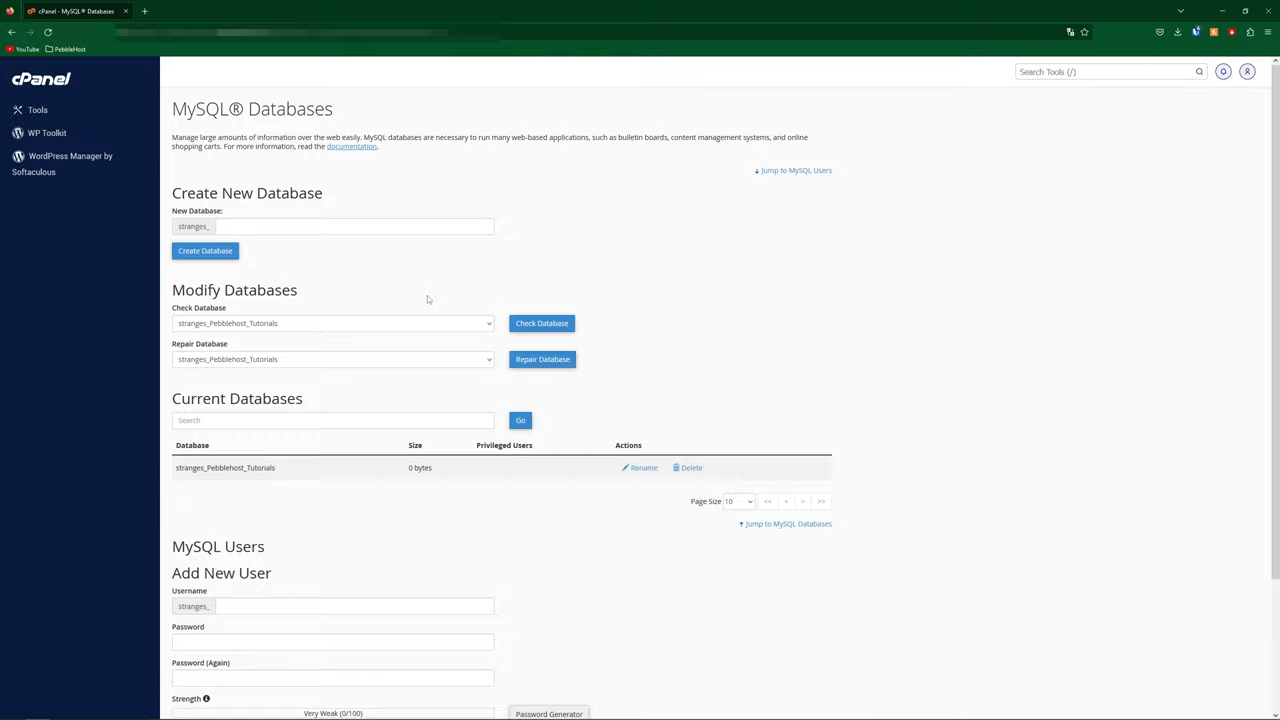 cPanel - MySQL® Databases
YouTube
PebbleHost
cPanel
Search Tools (/)
Tools
WP Toolkit
WordPress Manager by
Softaculous
MySQL® Databases
Manage large amounts of information over the web easily. MySQL databases are necessary to run many web-based applications, such as bulletin boards, content management systems, and online
shopping carts. For more information, read the documentation.
Jump to MySQL Users
Create New Database
New Database:
stranges_
Create Database
Modify Databases
Check Database
stranges_Pebblehost_Tutorials
Check Database
Repair Database
stranges_Pebblehost_Tutorials
Repair Database
Current Databases
Search
Go
Database Size Privileged Users Actions
stranges_Pebblehost_Tutorials 0 bytes Rename Delete
Page Size 10 << < > >>
Jump to MySQL Databases
MySQL Users
Add New User
Username
stranges_
Password
Password (Again)
Strength
Very Weak (0/100)
Password Generator